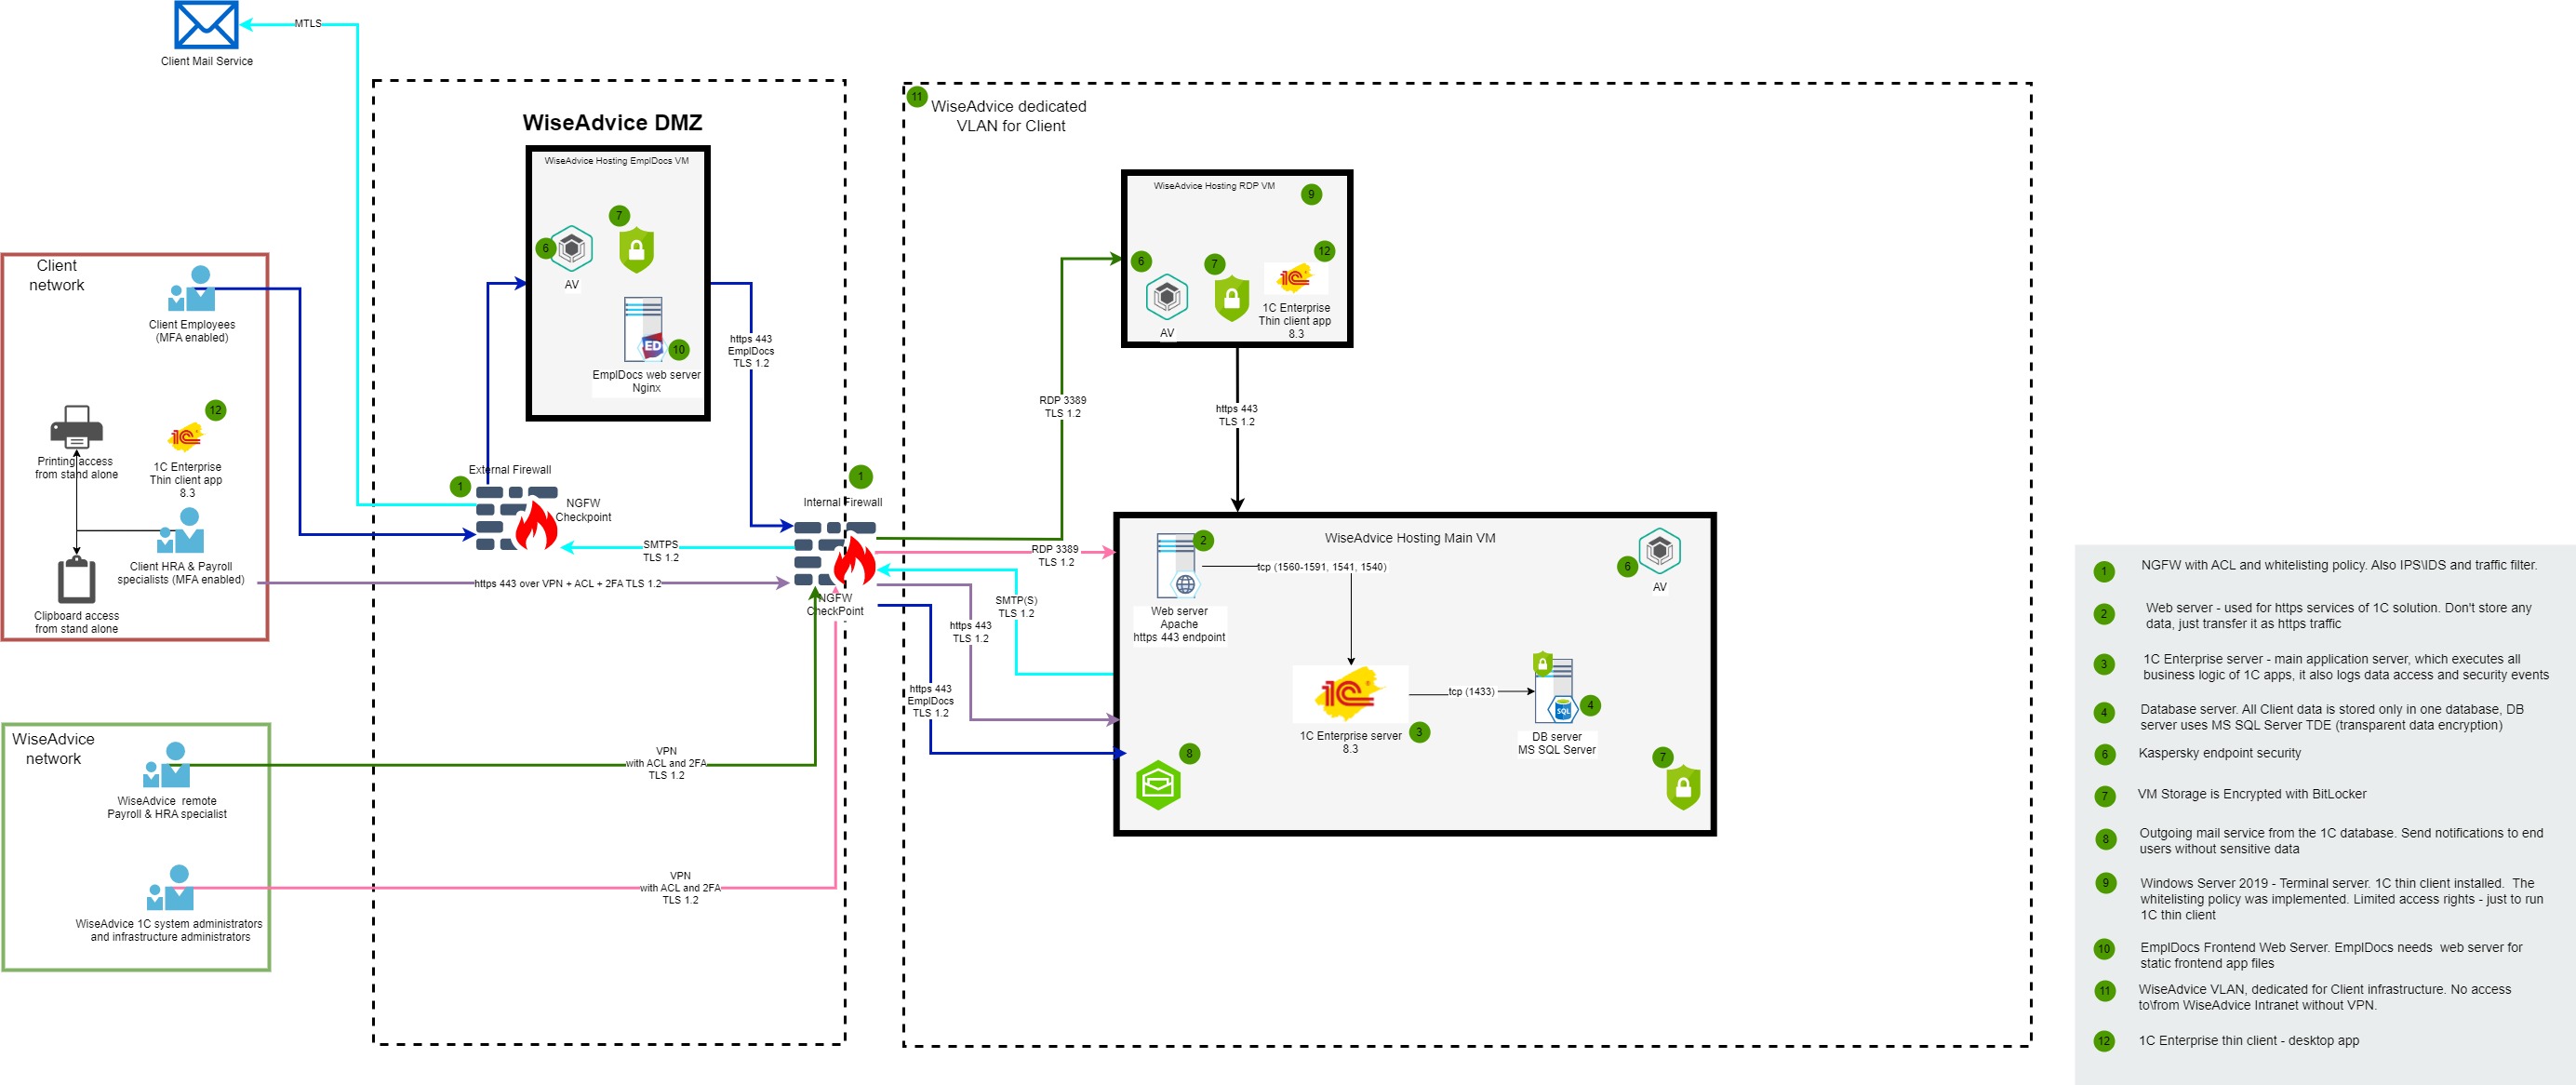 MTLS
Client Mail Service
WiseAdvice DMZ
WiseAdvice Hosting EmplDocs VM
7
6
AV
ED
10
EmplDocs web server
Nginx
https 443
EmplDocs
TLS 1.2
11
WiseAdvice dedicated
VLAN for Client
WiseAdvice Hosting RDP VM
9
6
7
12
AV
1C
1C Enterprise
Thin client app
8.3
RDP 3389
TLS 1.2
https 443
TLS 1.2
Client
network
Client Employees
(MFA enabled)
12
1C
Printing access
from stand alone
1C Enterprise
Thin client app
8.3
Client HRA & Payroll
specialists (MFA enabled)
Clipboard access
from stand alone
External Firewall
1
NGFW
Checkpoint
1
Internal Firewall
NGFW
CheckPoint
SMTPS
TLS 1.2
https 443 over VPN + ACL + 2FA TLS 1.2
RDP 3389
TLS 1.2
SMTP(S)
TLS 1.2
https 443
TLS 1.2
https 443
EmplDocs
TLS 1.2
WiseAdvice Hosting Main VM
2
Web server
Apache
https 443 endpoint
tcp (1560-1591, 1541, 1540)
6
AV
1C
1C Enterprise server
8.3
3
tcp (1433)
SQL
4
DB server
MS SQL Server
8
7
WiseAdvice
network
WiseAdvice  remote
Payroll & HRA specialist
VPN
with ACL and 2FA
TLS 1.2
WiseAdvice 1C system administrators
and infrastructure administrators
VPN
with ACL and 2FA
TLS 1.2
1
NGFW with ACL and whitelisting policy. Also IPS\IDS and traffic filter.
2
Web server - used for https services of 1C solution. Don't store any
data, just transfer it as https traffic
3
1C Enterprise server - main application server, which executes all
business logic of 1C apps, it also logs data access and security events
4
Database server. All Client data is stored only in one database, DB
server uses MS SQL Server TDE (transparent data encryption)
6
Kaspersky endpoint security
7
VM Storage is Encrypted with BitLocker
8
Outgoing mail service from the 1C database. Send notifications to end
users without sensitive data
9
Windows Server 2019 - Terminal server. 1C thin client installed.  The
whitelisting policy was implemented. Limited access rights - just to run
1C thin client
10
EmplDocs Frontend Web Server. EmplDocs needs  web server for
static frontend app files
11
WiseAdvice VLAN, dedicated for Client infrastructure. No access
to\from WiseAdvice Intranet without VPN.
12
1C Enterprise thin client - desktop app